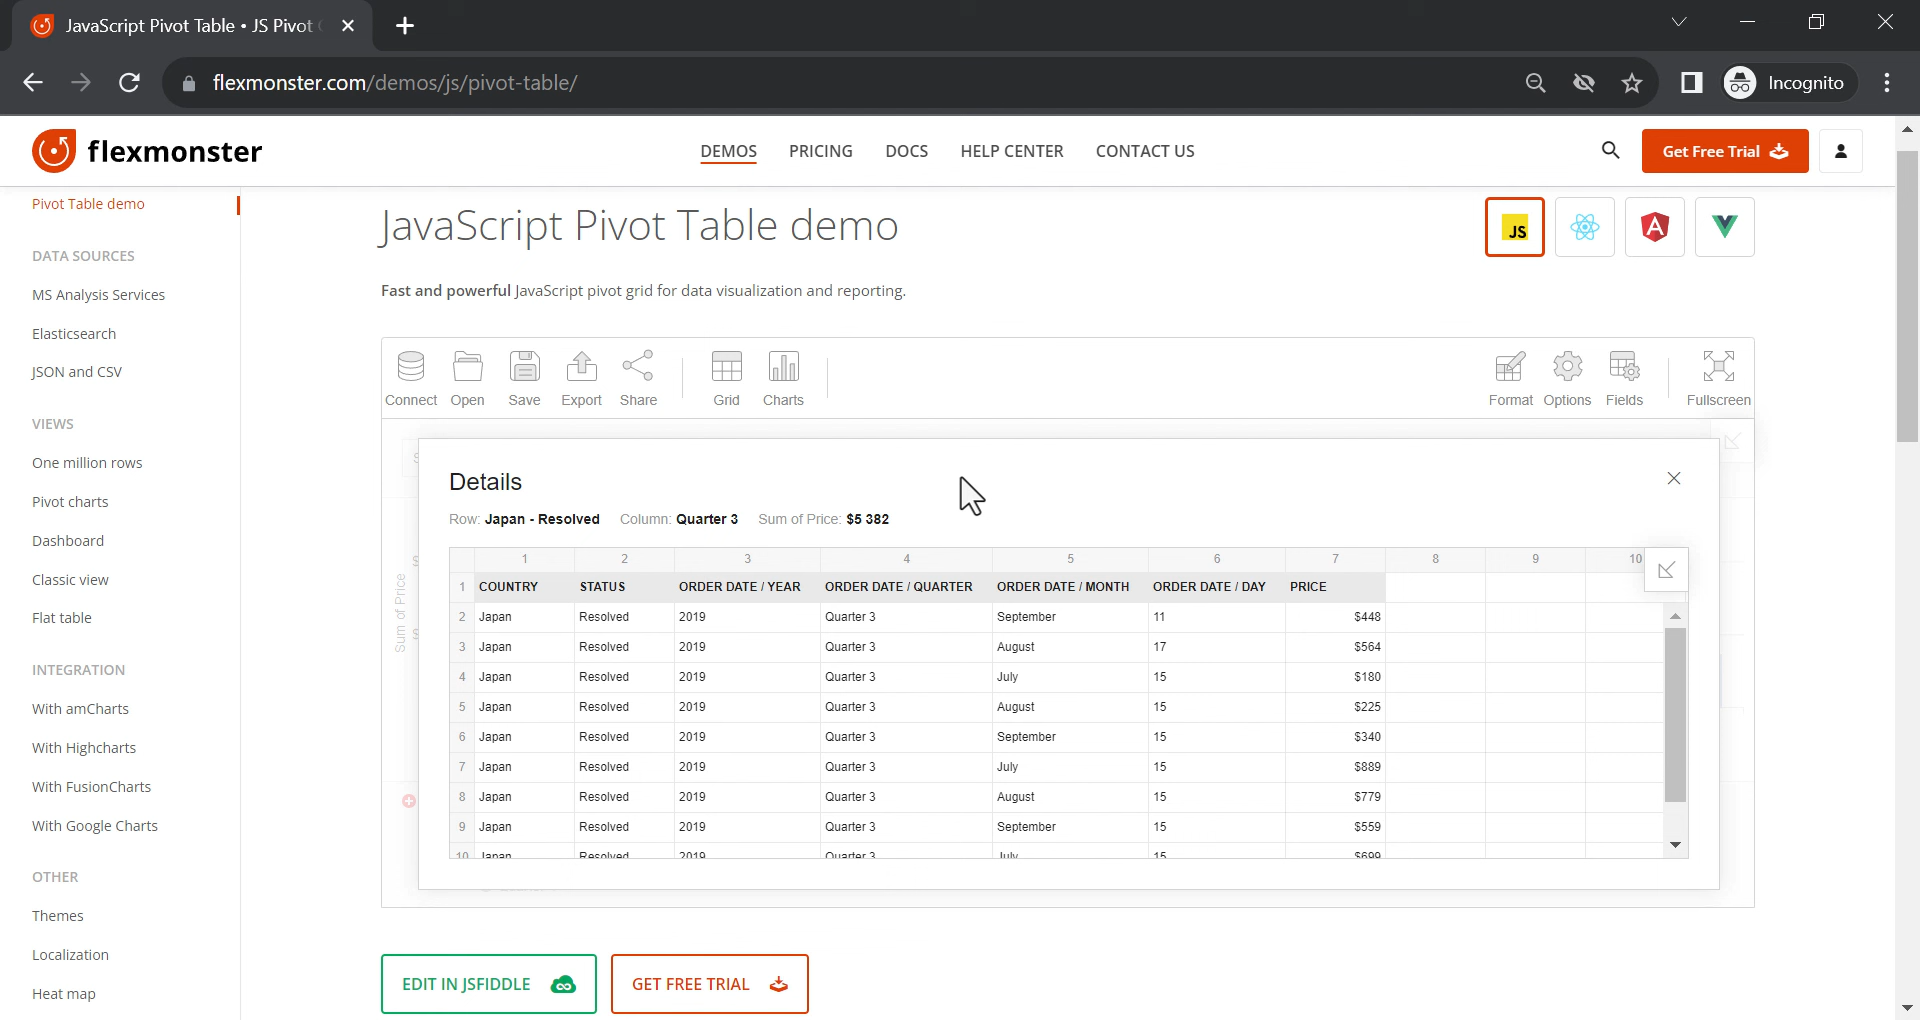 JavaScript Pivot Table • JS Pivot
flexmonster.com/demos/js/pivot-table/
Incognito
flexmonster
DEMOS PRICING DOCS HELP CENTER CONTACT US
Get Free Trial
Pivot Table demo
DATA SOURCES
MS Analysis Services
Elasticsearch
JSON and CSV
VIEWS
One million rows
Pivot charts
Dashboard
Classic view
Flat table
INTEGRATION
With amCharts
With Highcharts
With FusionCharts
With Google Charts
OTHER
Themes
Localization
Heat map
JavaScript Pivot Table demo
JS
Fast and powerful JavaScript pivot grid for data visualization and reporting.
Connect Open Save Export Share Grid Charts Format Options Fields Fullscreen
Sum of Price
Details
Row: Japan - Resolved Column: Quarter 3 Sum of Price: $5 382
1 2 3 4 5 6 7 8 9 10
1 COUNTRY STATUS ORDER DATE / YEAR ORDER DATE / QUARTER ORDER DATE / MONTH ORDER DATE / DAY PRICE
2 Japan Resolved 2019 Quarter 3 September 11 $448
3 Japan Resolved 2019 Quarter 3 August 17 $564
4 Japan Resolved 2019 Quarter 3 July 15 $180
5 Japan Resolved 2019 Quarter 3 August 15 $225
6 Japan Resolved 2019 Quarter 3 September 15 $340
7 Japan Resolved 2019 Quarter 3 July 15 $889
8 Japan Resolved 2019 Quarter 3 August 15 $779
9 Japan Resolved 2019 Quarter 3 September 15 $559
10 Japan Resolved 2019 Quarter 3 July 15 $699
EDIT IN JSFIDDLE
GET FREE TRIAL